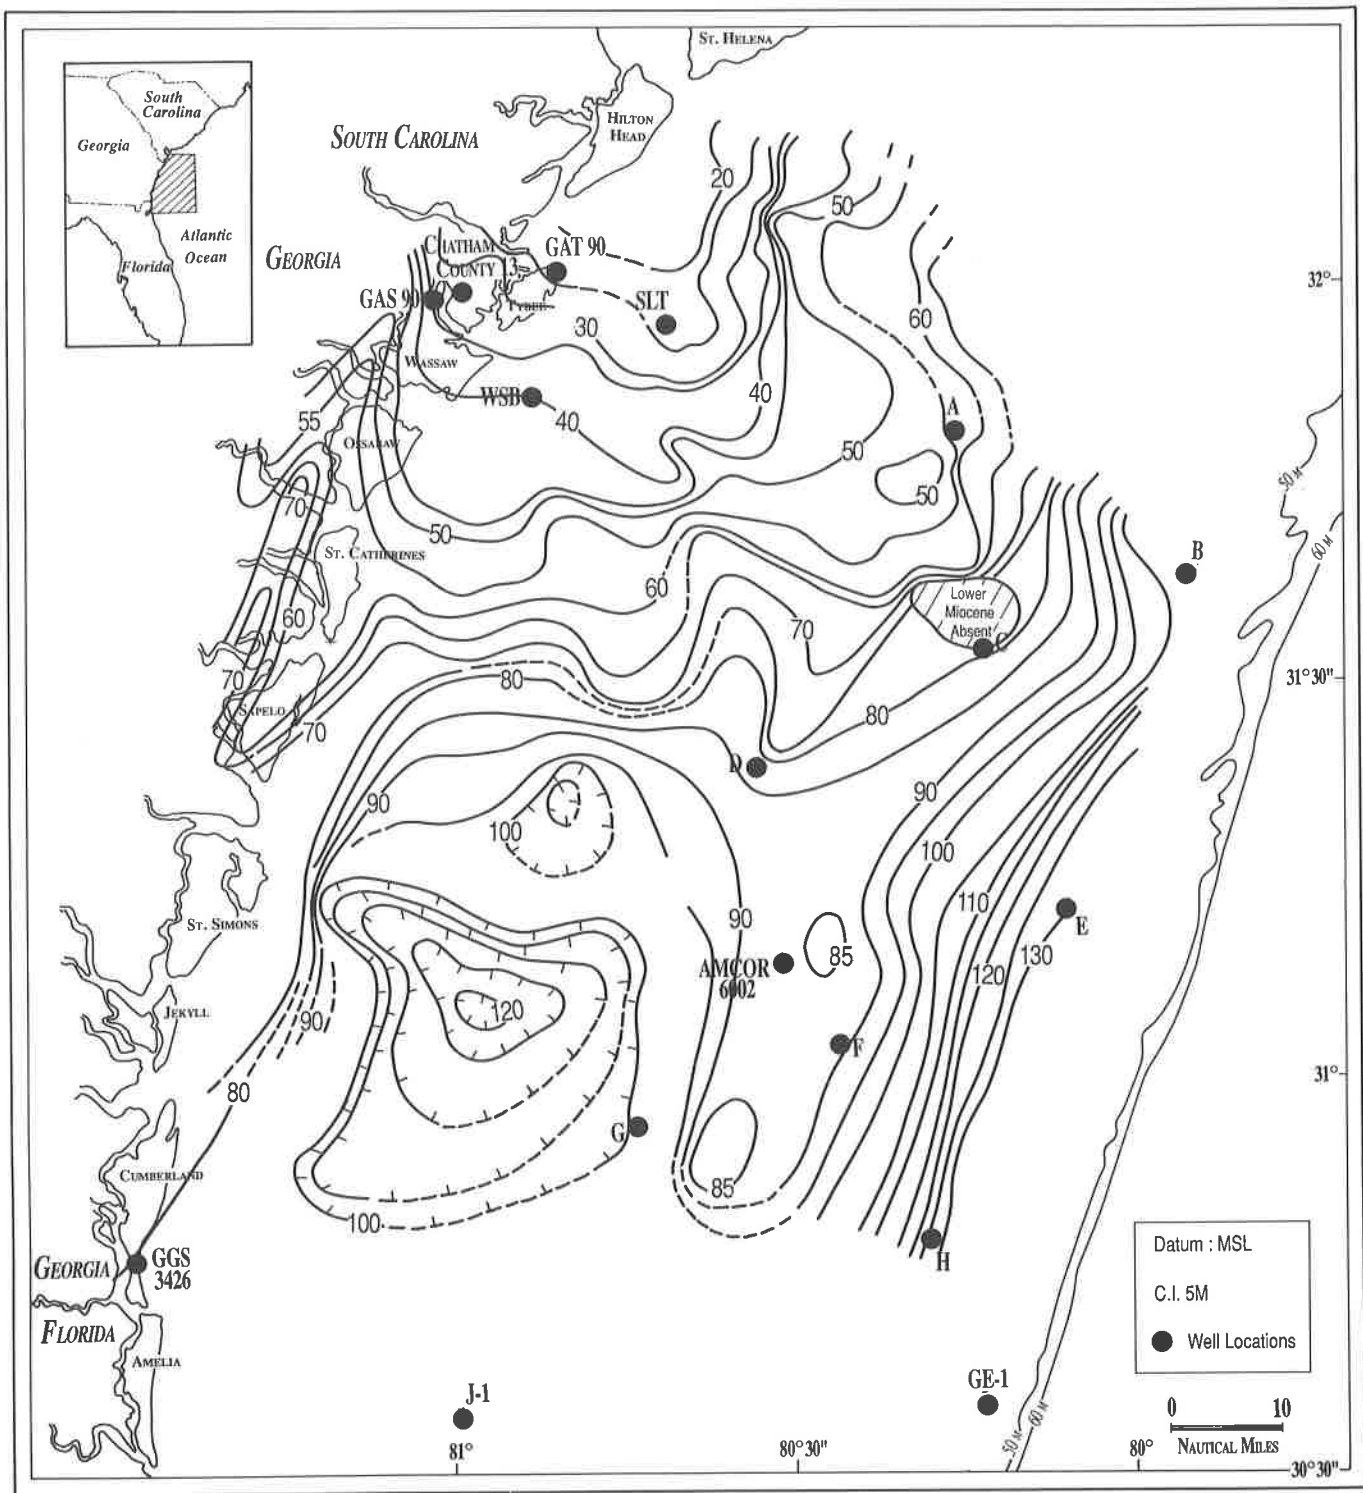 ST. HELENA
HILTON
HEAD
SOUTH CAROLINA
South
Carolina
Georgia
Atlantic
Ocean
Florida
GEORGIA
CHATHAM
COUNTY
13
GAT 90
GAS 90
TYBEE
SLT
20
50
32°
60
30
WASSAW
WSB
40
40
A
55
OSSABAW
50
50
50 M
70
50
60 M
ST. CATHERINES
B
60
60
Lower
Miocene
Absent
C
70
70
80
31°30"
SAPELO
70
80
D
90
90
100
100
ST. SIMONS
90
110
E
AMCOR
6002
85
130
120
120
JEKYLL
90
F
80
31°
G
CUMBERLAND
85
100
H
GEORGIA
GGS
3426
FLORIDA
AMELIA
Datum : MSL
C.I. 5M
Well Locations
J-1
GE-1
0 10
NAUTICAL MILES
50 M
60 M
81°
80°30"
80°
30°30"